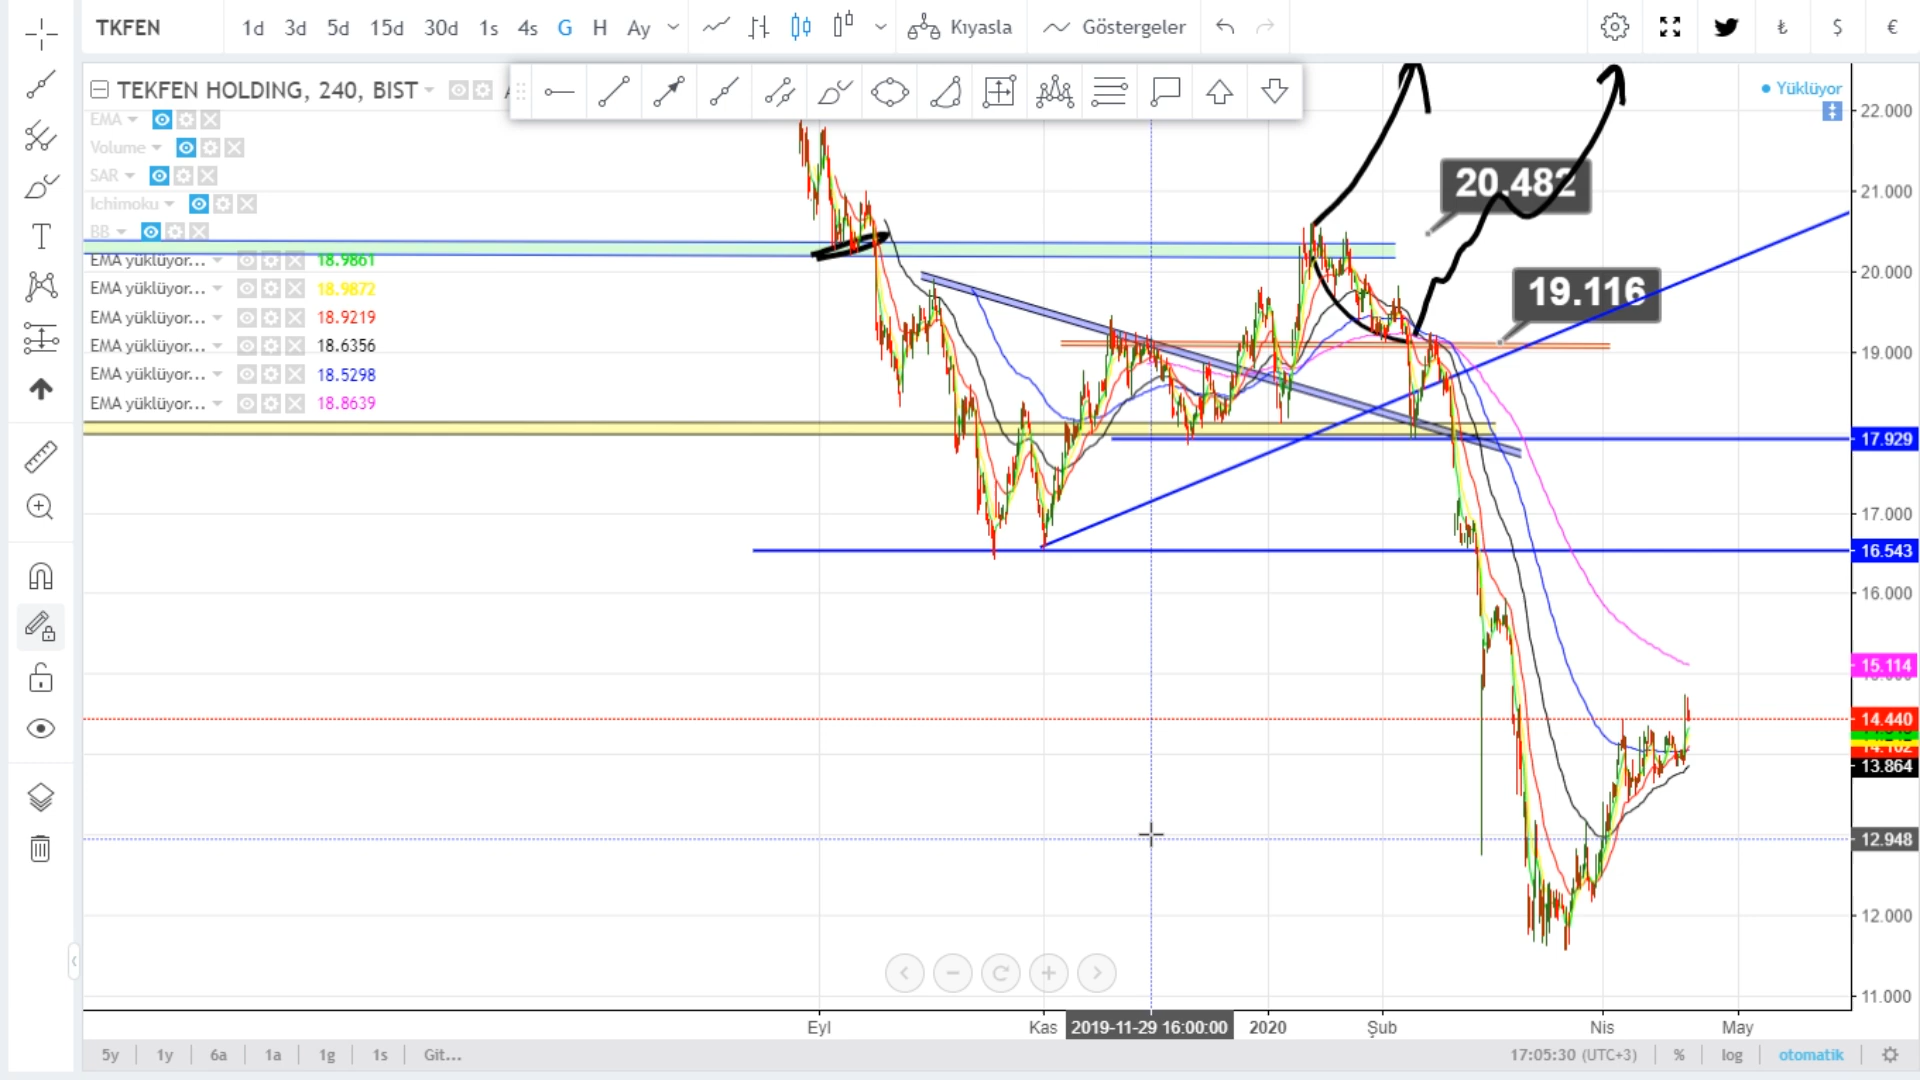 TKFEN
1d 3d 5d 15d 30d 1s 4s G H Ay
Kıyasla
Göstergeler
₺ $ €
TEKFEN HOLDING, 240, BIST
Yüklüyor
EMA
Volume
SAR
Ichimoku
BB
EMA yüklüyor... 18.9861
EMA yüklüyor... 18.9872
EMA yüklüyor... 18.9219
EMA yüklüyor... 18.6356
EMA yüklüyor... 18.5298
EMA yüklüyor... 18.8639
20.482
19.116
22.000
21.000
20.000
19.000
17.929
17.000
16.543
16.000
15.114
14.440
14.102
13.864
12.948
12.000
11.000
Eyl Kas 2019-11-29 16:00:00 2020 Şub Nis May
5y 1y 6a 1a 1g 1s Git... 17:05:30 (UTC+3) % log otomatik